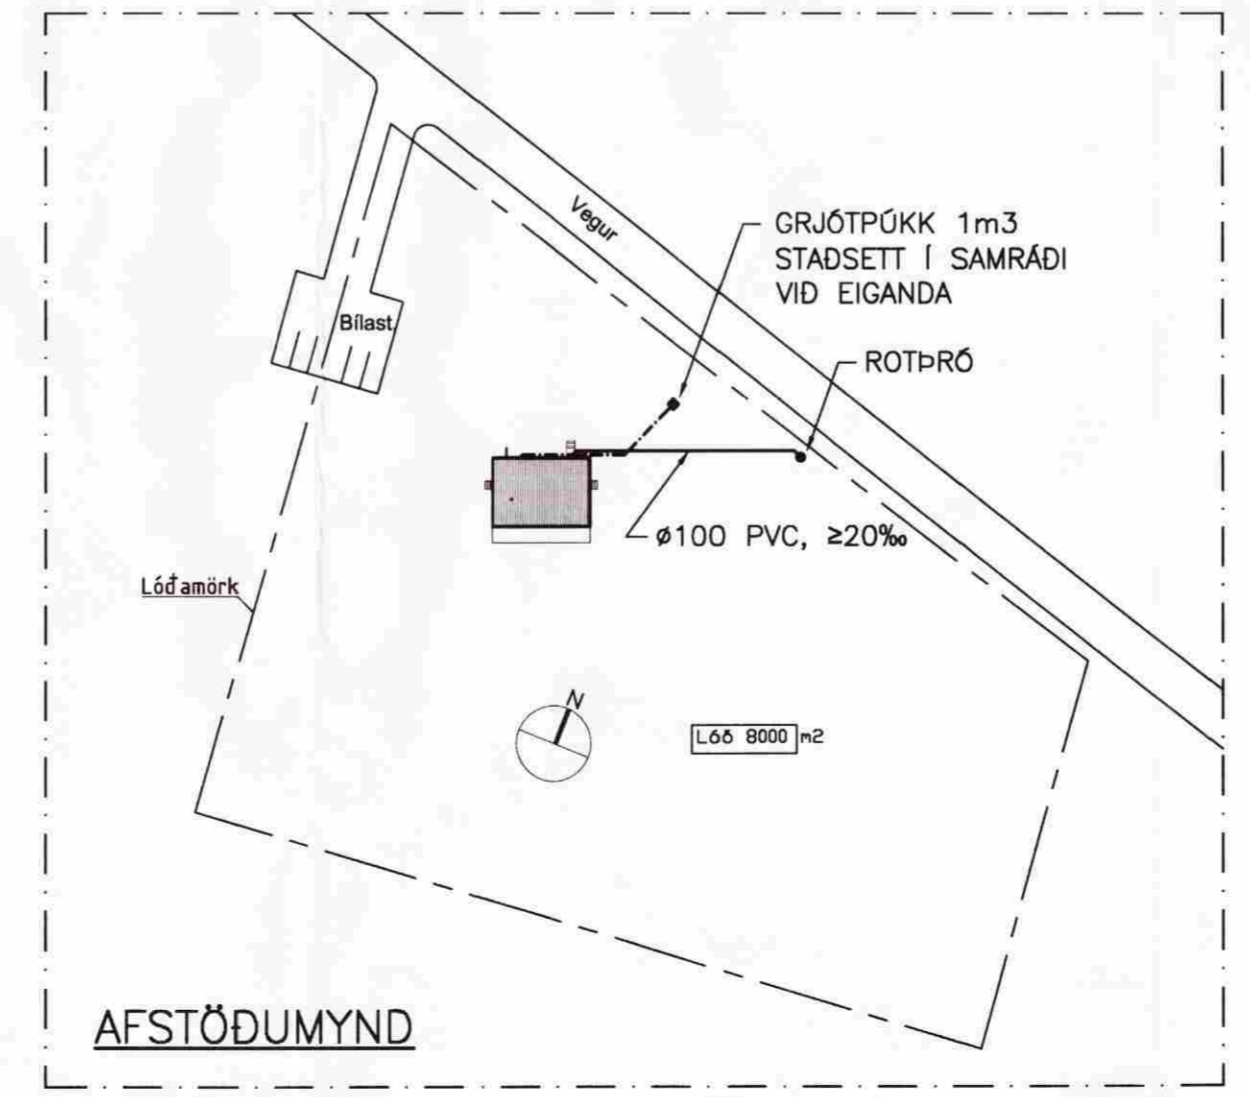 Vegur
GRJÓTPÚKK 1m3
STAÐSETT Í SAMRÁÐI
VIÐ EIGANDA
Bílast.
ROTÞRÓ
ø100 PVC, ≥20‰
Lóðamörk
N
Lóð 8000 m2
AFSTÖÐUMYND